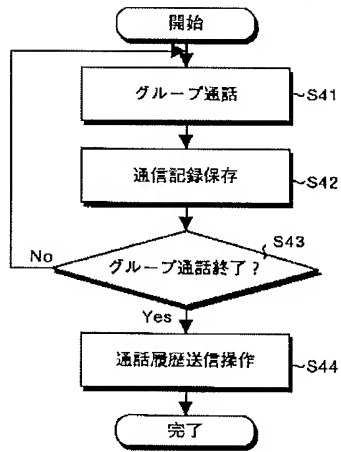 開始
グループ通話
~S41
通信記録保存
~S42
S43
グループ通話終了?
No
Yes
通話履歴送信操作
~S44
完了